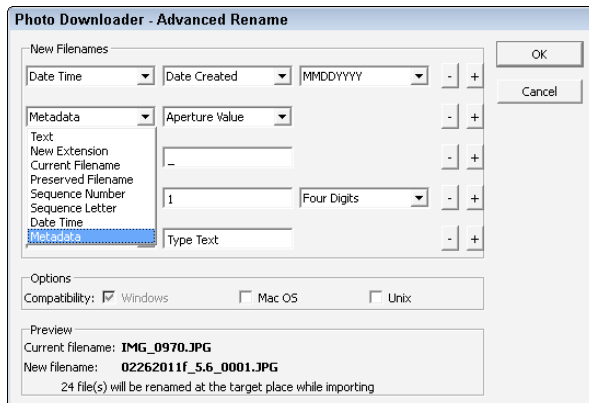 Photo Downloader - Advanced Rename
New Filenames
OK
Date Time Date Created MMDDYYYY - +
Cancel
Metadata Aperture Value - +
Text
New Extension
Current Filename
_ - +
Preserved Filename
Sequence Number
1 Four Digits - +
Sequence Letter
Date Time
Metadata
Type Text - +
Options
Compatibility: Windows Mac OS Unix
Preview
Current filename: IMG_0970.JPG
New filename: 02262011f_5.6_0001.JPG
24 file(s) will be renamed at the target place while importing